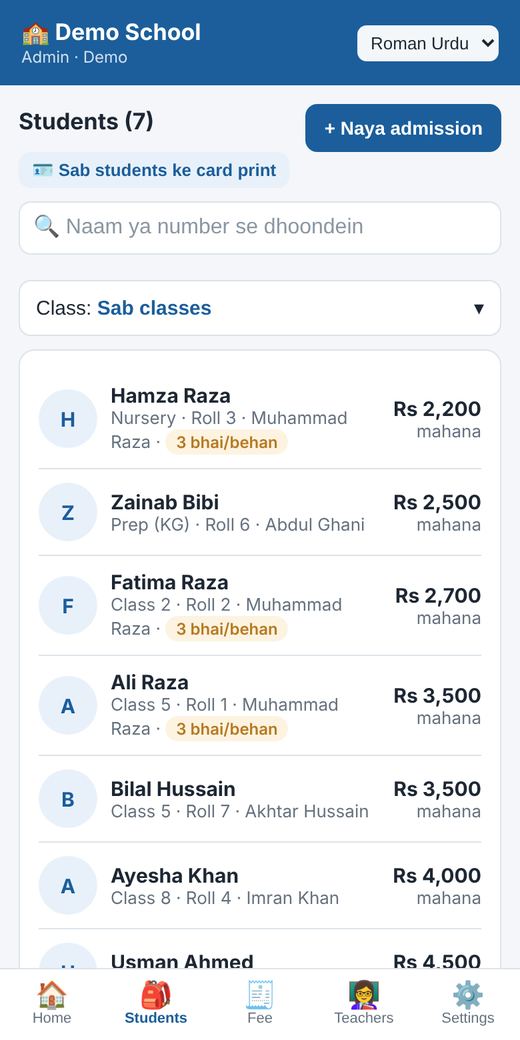 Demo School
Admin · Demo
Roman Urdu
Students (7)
+ Naya admission
Sab students ke card print
Naam ya number se dhoondein
Class: Sab classes
H
Hamza Raza
Nursery · Roll 3 · Muhammad
Raza · 3 bhai/behan
Rs 2,200
mahana
Z
Zainab Bibi
Prep (KG) · Roll 6 · Abdul Ghani
Rs 2,500
mahana
F
Fatima Raza
Class 2 · Roll 2 · Muhammad
Raza · 3 bhai/behan
Rs 2,700
mahana
A
Ali Raza
Class 5 · Roll 1 · Muhammad
Raza · 3 bhai/behan
Rs 3,500
mahana
B
Bilal Hussain
Class 5 · Roll 7 · Akhtar Hussain
Rs 3,500
mahana
A
Ayesha Khan
Class 8 · Roll 4 · Imran Khan
Rs 4,000
mahana
U
Usman Ahmed
Rs 4,500
Home
Students
Fee
Teachers
Settings